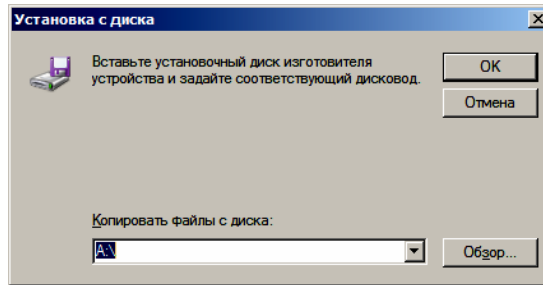 Установка с диска
Вставьте установочный диск изготовителя
устройства и задайте соответствующий дисковод.
OK
Отмена
Копировать файлы с диска:
A:\
Обзор...